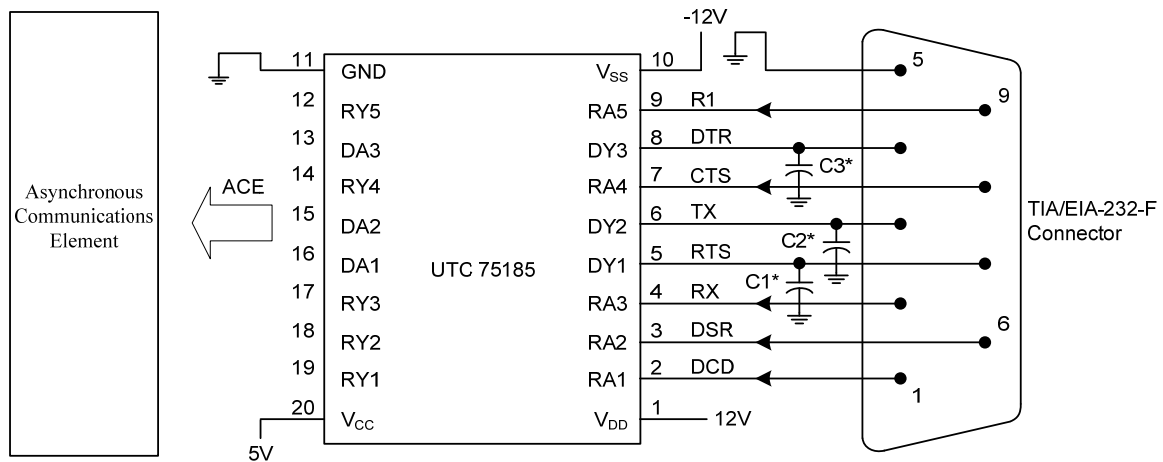 -12V
11 GND VSS 10 5
12 RY5 RA5 9 R1 9
13 DA3 DY3 8 DTR
C3*
14 RY4 RA4 7 CTS
ACE
Asynchronous
Communications
Element
15 DA2 DY2 6 TX
TIA/EIA-232-F
Connector
C2*
16 DA1 UTC 75185 DY1 5 RTS
C1*
17 RY3 RA3 4 RX
6
18 RY2 RA2 3 DSR
19 RY1 RA1 2 DCD
1
20 VCC VDD 1 12V
5V